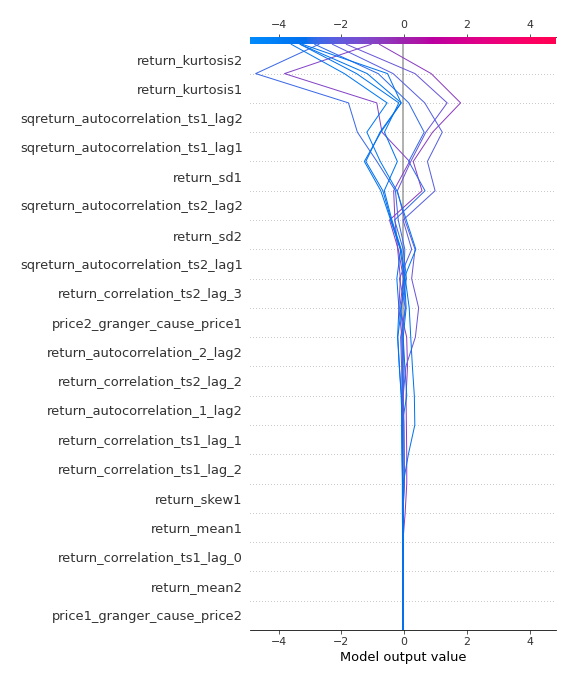 −4 −2 0 2 4
return_kurtosis2
return_kurtosis1
sqreturn_autocorrelation_ts1_lag2
sqreturn_autocorrelation_ts1_lag1
return_sd1
sqreturn_autocorrelation_ts2_lag2
return_sd2
sqreturn_autocorrelation_ts2_lag1
return_correlation_ts2_lag_3
price2_granger_cause_price1
return_autocorrelation_2_lag2
return_correlation_ts2_lag_2
return_autocorrelation_1_lag2
return_correlation_ts1_lag_1
return_correlation_ts1_lag_2
return_skew1
return_mean1
return_correlation_ts1_lag_0
return_mean2
price1_granger_cause_price2
−4 −2 0 2 4
Model output value